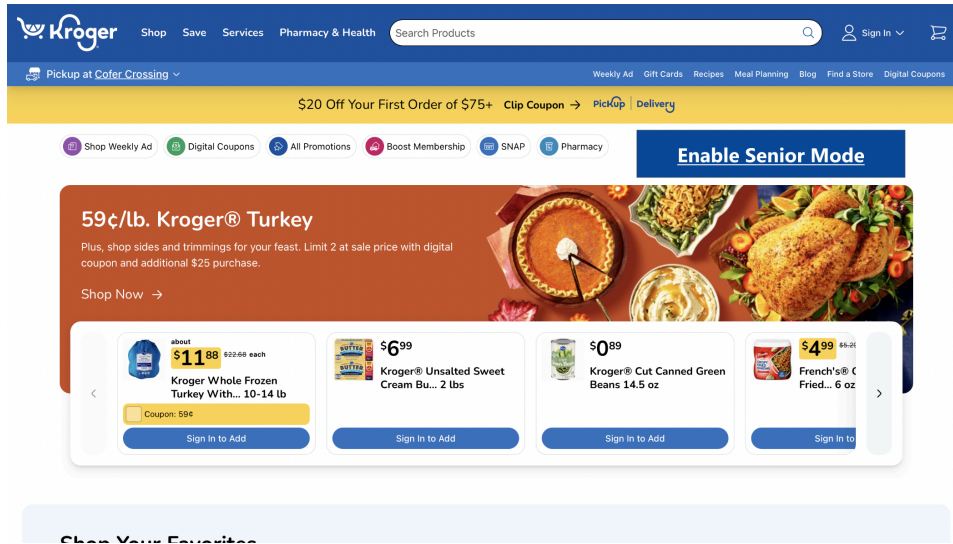 Kroger
Shop Save Services Pharmacy & Health Search Products Sign In
Pickup at Cofer Crossing Weekly Ad Gift Cards Recipes Meal Planning Blog Find a Store Digital Coupons
$20 Off Your First Order of $75+ Clip Coupon → Pickup Delivery
Shop Weekly Ad Digital Coupons All Promotions Boost Membership SNAP Pharmacy
Enable Senior Mode
59¢/lb. Kroger® Turkey
Plus, shop sides and trimmings for your feast. Limit 2 at sale price with digital
coupon and additional $25 purchase.
Shop Now →
about
$11 88 $22.68 each
Kroger Whole Frozen
Turkey With... 10-14 lb
Coupon: 59¢
Sign In to Add
BUTTER
BUTTER
$6 99
Kroger® Unsalted Sweet
Cream Bu... 2 lbs
Sign In to Add
$0 89
Kroger® Cut Canned Green
Beans 14.5 oz
Sign In to Add
$4 99
French's®
Fried... 6 oz
Sign In to
Shop Your Favorites